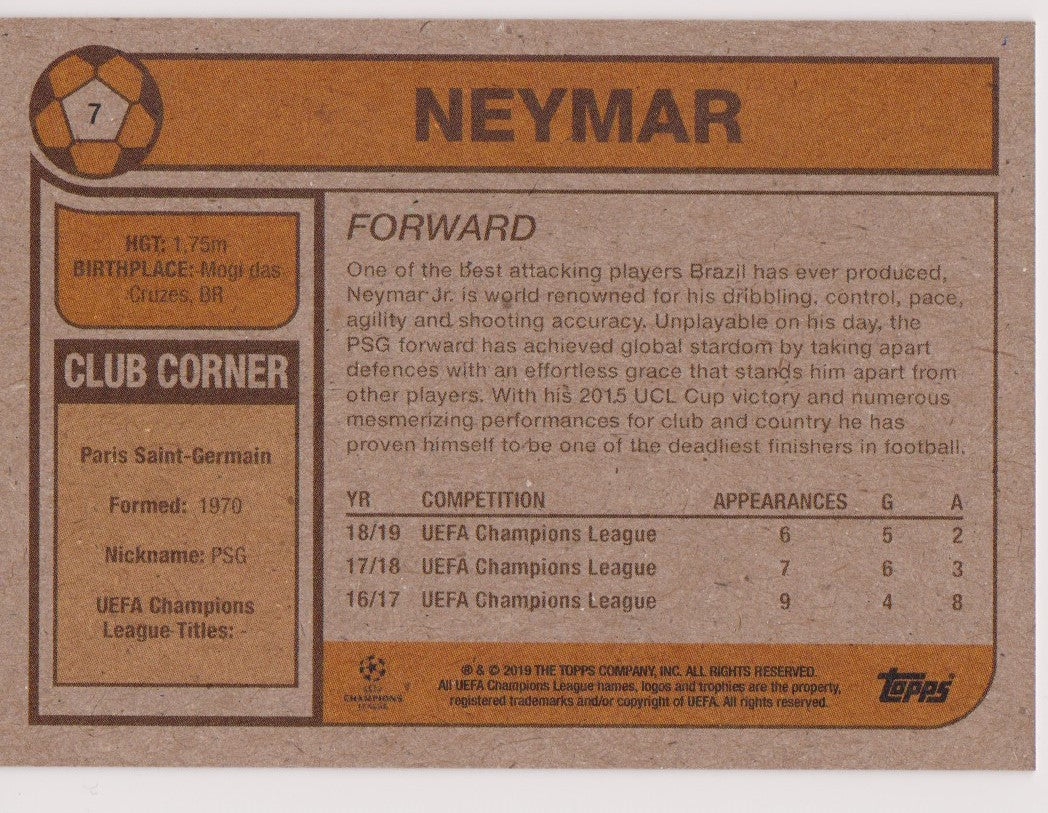 7
NEYMAR
HGT: 1.75m
BIRTHPLACE: Mogi das
Cruzes, BR
CLUB CORNER
Paris Saint-Germain
Formed: 1970
Nickname: PSG
UEFA Champions
League Titles: -
FORWARD
One of the best attacking players Brazil has ever produced,
Neymar Jr. is world renowned for his dribbling, control, pace,
agility and shooting accuracy. Unplayable on his day, the
PSG forward has achieved global stardom by taking apart
defences with an effortless grace that stands him apart from
other players. With his 2015 UCL Cup victory and numerous
mesmerizing performances for club and country he has
proven himself to be one of the deadliest finishers in football.
YR COMPETITION APPEARANCES G A
18/19 UEFA Champions League 6 5 2
17/18 UEFA Champions League 7 6 3
16/17 UEFA Champions League 9 4 8
UEFA
CHAMPIONS
LEAGUE
® & © 2019 THE TOPPS COMPANY, INC. ALL RIGHTS RESERVED.
All UEFA Champions League names, logos and trophies are the property,
registered trademarks and/or copyright of UEFA. All rights reserved.
Topps